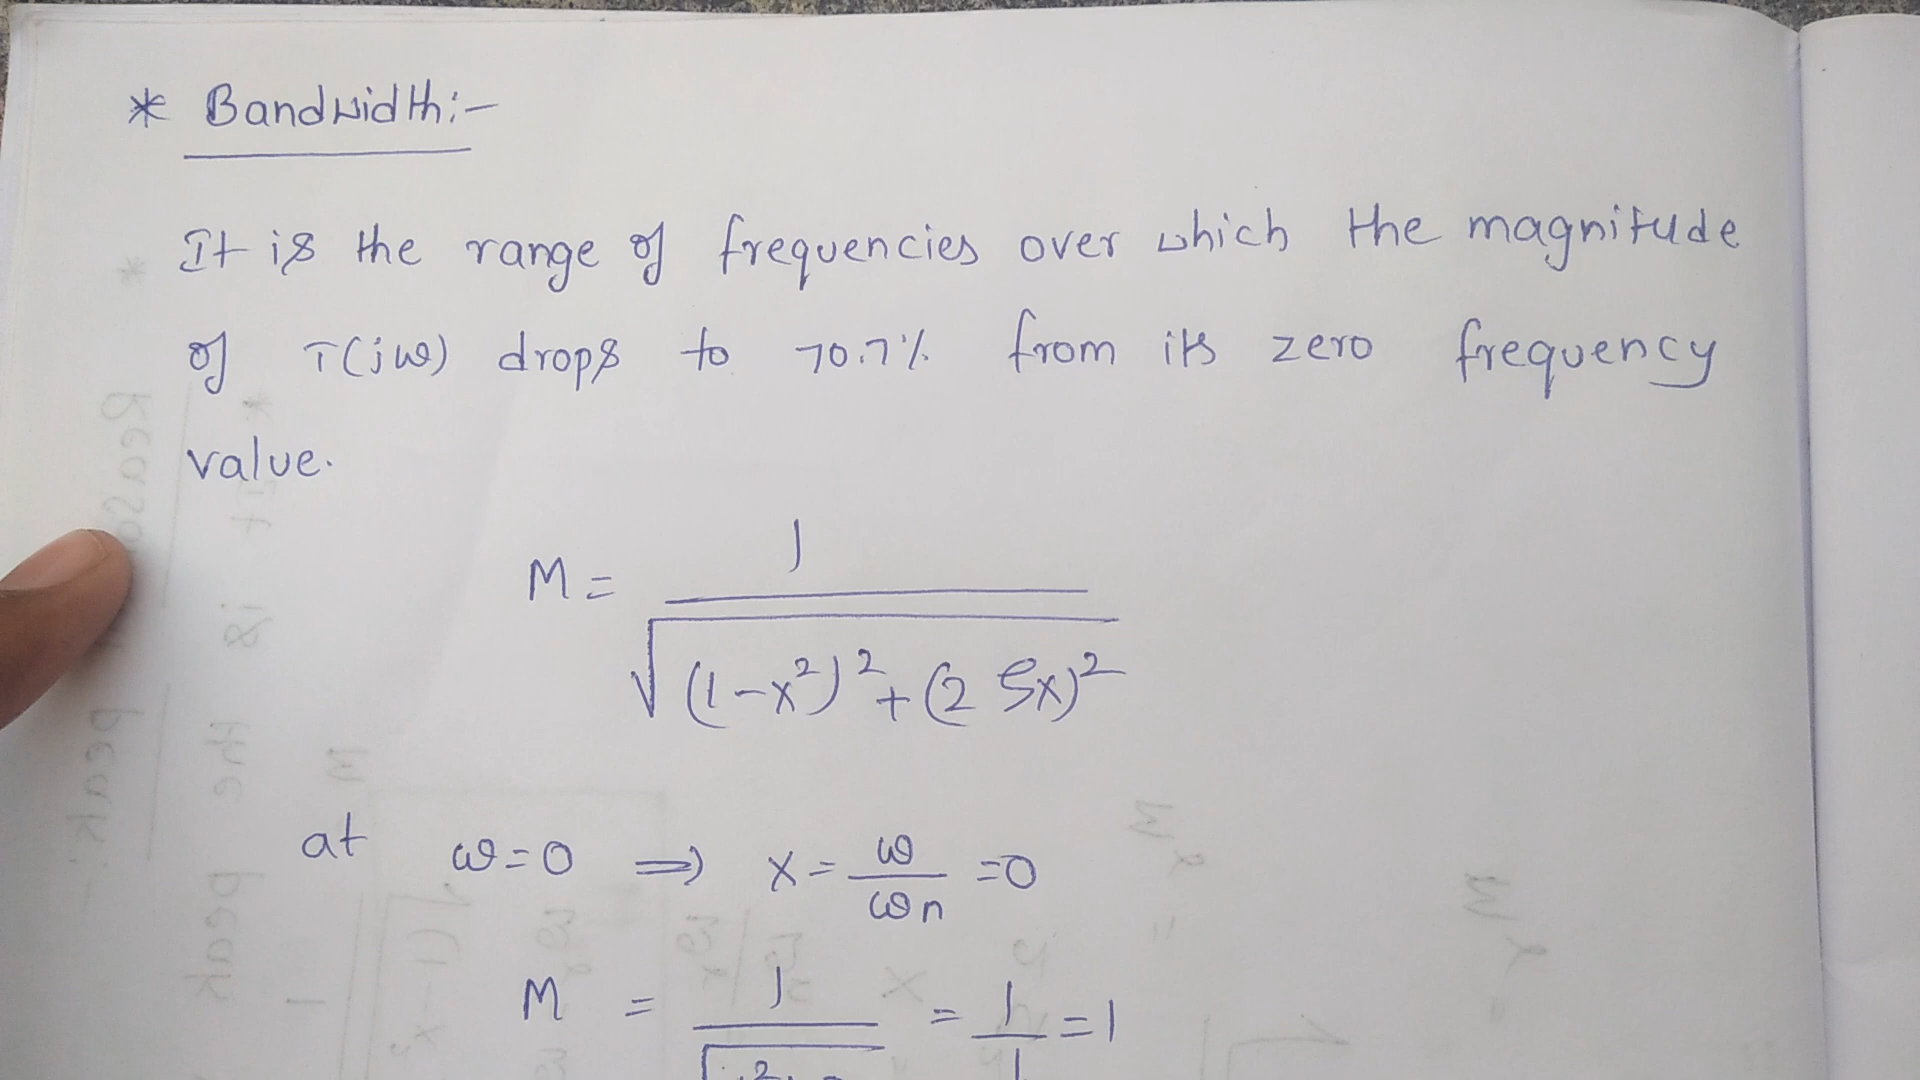 * Bandwidth:-
It is the range of frequencies over which the magnitude
of T(jω) drops to 70.7% from its zero frequency
value.
M = 1 / √((1-x²)² + (2ζx)²)
at ω=0 ⇒ x = ω/ωn = 0
M = 1 / √ = 1/1 = 1